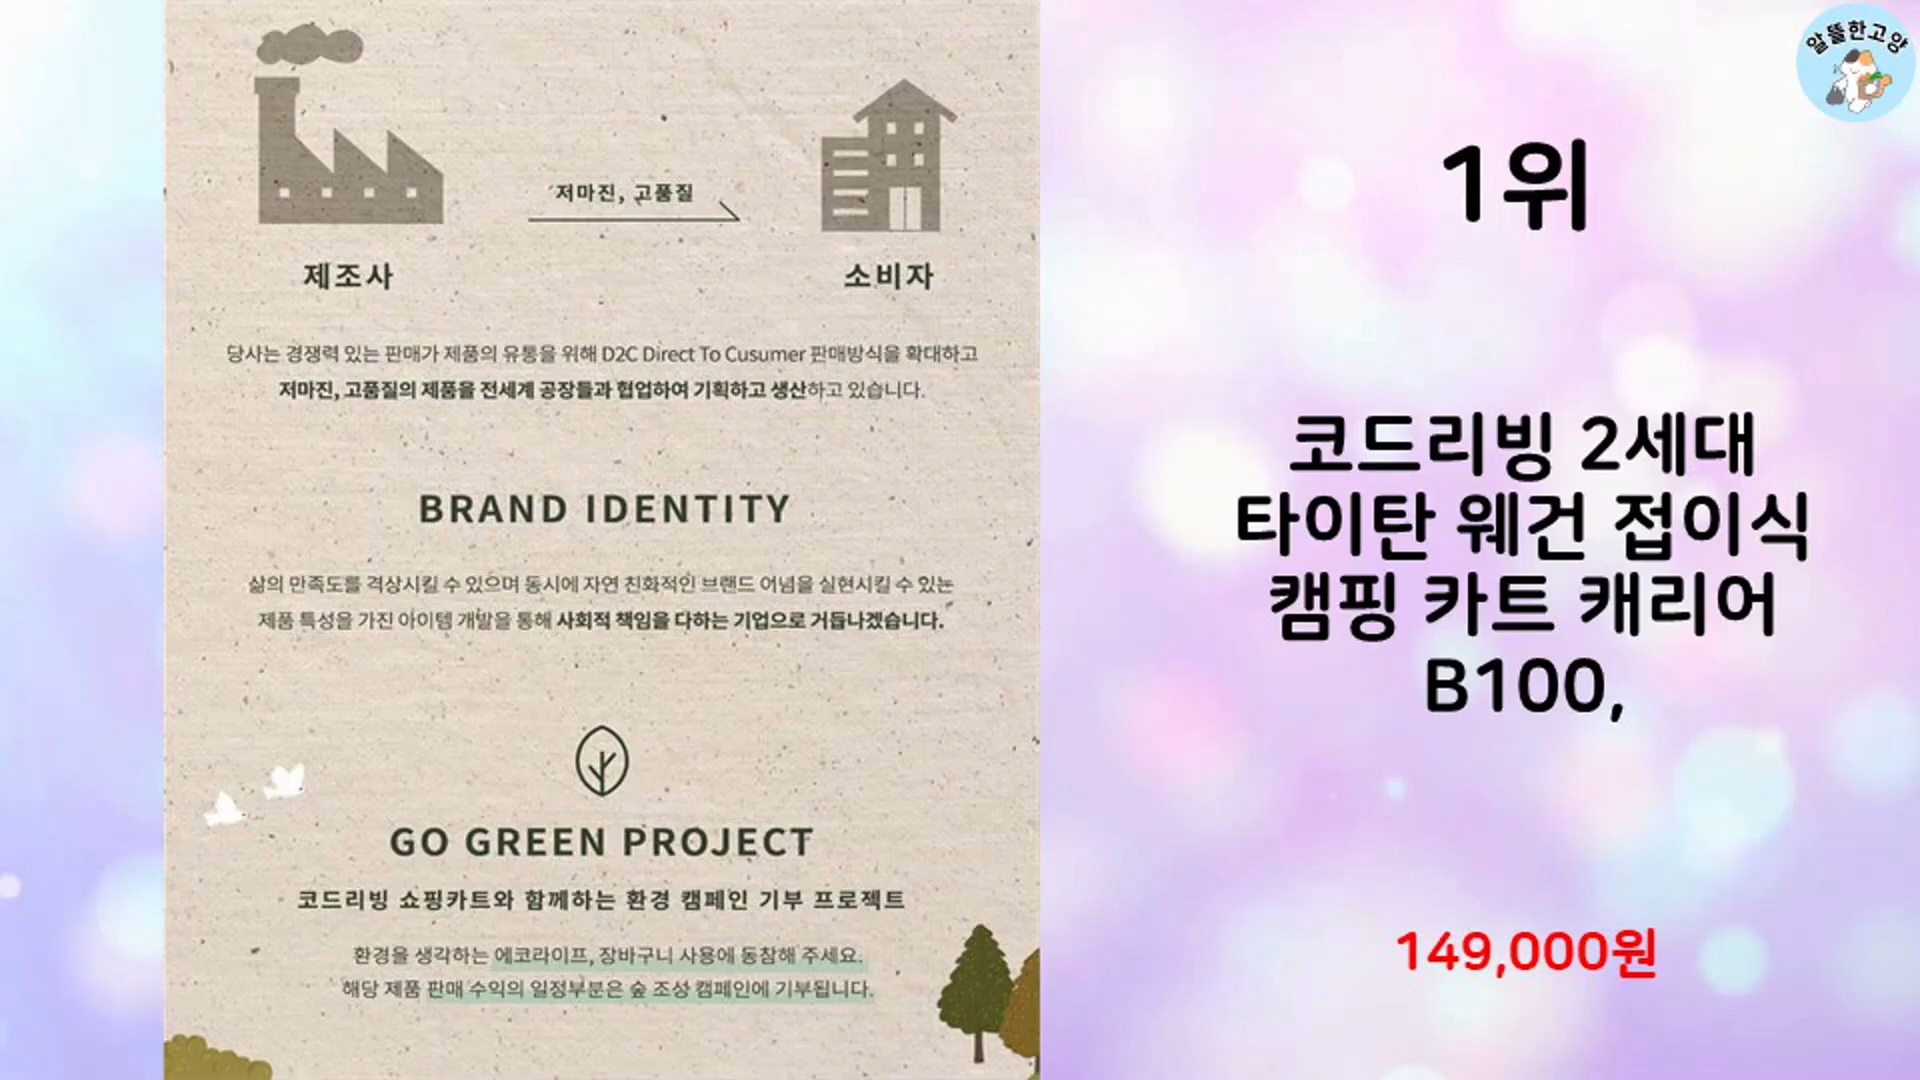 저마진, 고품질
제조사
소비자
당사는 경쟁력 있는 판매가 제품의 유통을 위해 D2C Direct To Cusumer 판매방식을 확대하고
저마진, 고품질의 제품을 전세계 공장들과 협업하여 기획하고 생산하고 있습니다.
BRAND IDENTITY
삶의 만족도를 격상시킬 수 있으며 동시에 자연 친화적인 브랜드 이념을 실현시킬 수 있는
제품 특성을 가진 아이템 개발을 통해 사회적 책임을 다하는 기업으로 거듭나겠습니다.
GO GREEN PROJECT
코드리빙 쇼핑카트와 함께하는 환경 캠페인 기부 프로젝트
환경을 생각하는 에코라이프, 장바구니 사용에 동참해 주세요.
해당 제품 판매 수익의 일정부분은 숲 조성 캠페인에 기부됩니다.
알뜰한고양
1위
코드리빙 2세대
타이탄 웨건 접이식
캠핑 카트 캐리어
B100,
149,000원